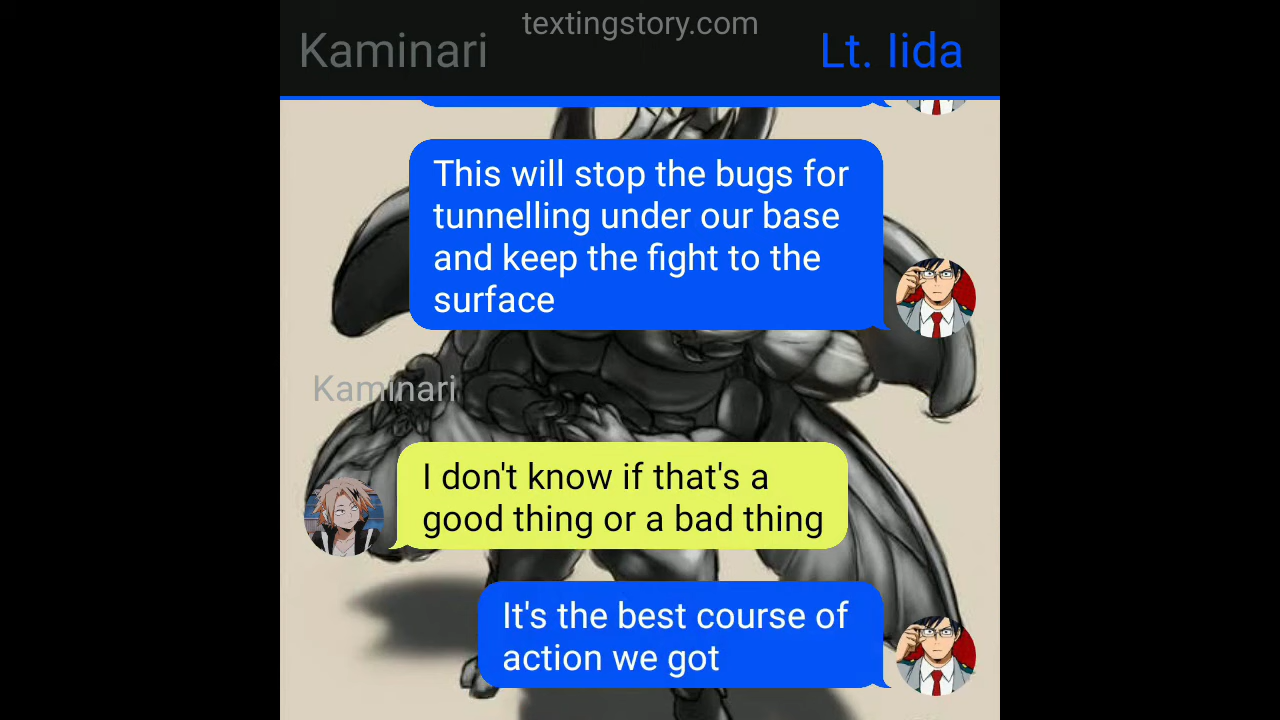 textingstory.com
Kaminari
Lt. Iida
This will stop the bugs for
tunnelling under our base
and keep the fight to the
surface
Kaminari
I don't know if that's a
good thing or a bad thing
It's the best course of
action we got